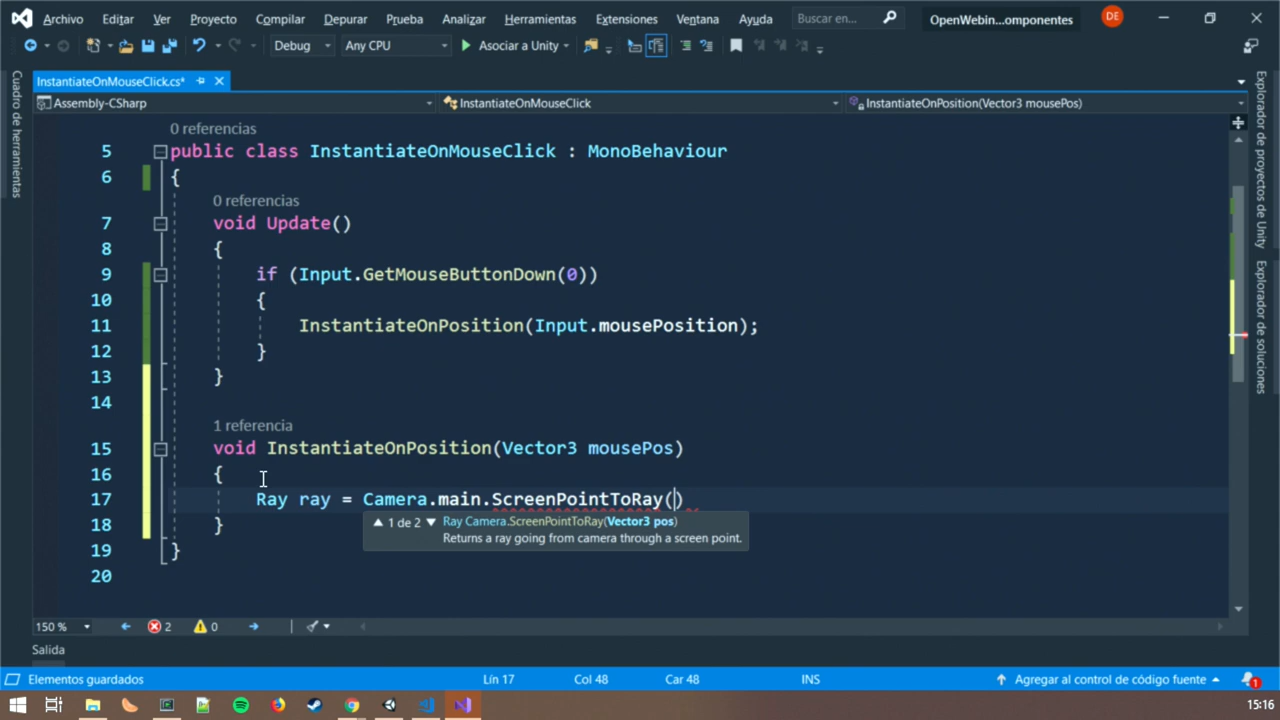 Archivo Editar Ver Proyecto Compilar Depurar Prueba Analizar Herramientas Extensiones Ventana Ayuda Buscar en... OpenWebin...omponentes DE
Debug Any CPU Asociar a Unity
InstantiateOnMouseClick.cs*
Assembly-CSharp InstantiateOnMouseClick InstantiateOnPosition(Vector3 mousePos)
Cuadro de herramientas
0 referencias
5 public class InstantiateOnMouseClick : MonoBehaviour
6 {
0 referencias
7 void Update()
8 {
9 if (Input.GetMouseButtonDown(0))
10 {
11 InstantiateOnPosition(Input.mousePosition);
12 }
13 }
14
1 referencia
15 void InstantiateOnPosition(Vector3 mousePos)
16 {
17 Ray ray = Camera.main.ScreenPointToRay()
▲ 1 de 2 ▼ Ray Camera.ScreenPointToRay(Vector3 pos)
Returns a ray going from camera through a screen point.
18 }
19 }
20
Explorador de proyectos de Unity
Explorador de soluciones
150 % 2 0
Salida
Elementos guardados Lín 17 Col 48 Car 48 INS Agregar al control de código fuente 1
15:16